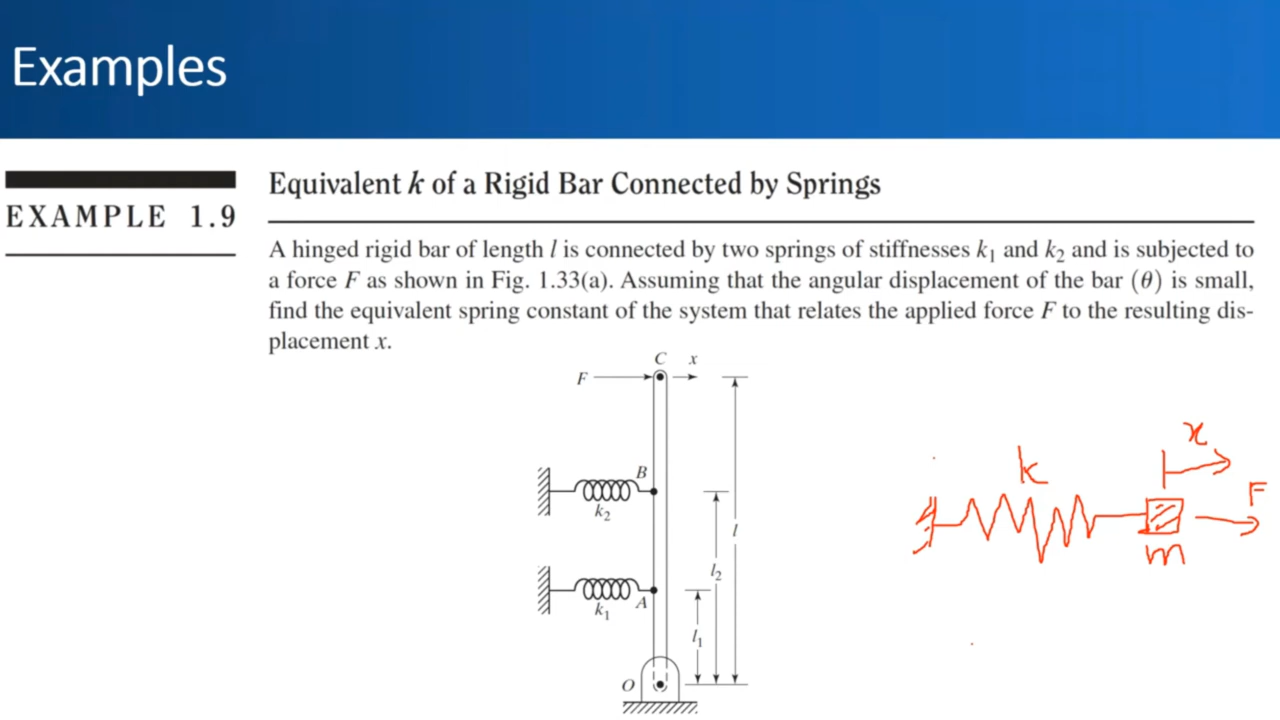 Examples
EXAMPLE 1.9
Equivalent k of a Rigid Bar Connected by Springs
A hinged rigid bar of length l is connected by two springs of stiffnesses k₁ and k₂ and is subjected to
a force F as shown in Fig. 1.33(a). Assuming that the angular displacement of the bar (θ) is small,
find the equivalent spring constant of the system that relates the applied force F to the resulting dis-
placement x.
C x
F
B
k₂
l
l₂
A
k₁
l₁
O
x
k
F
m